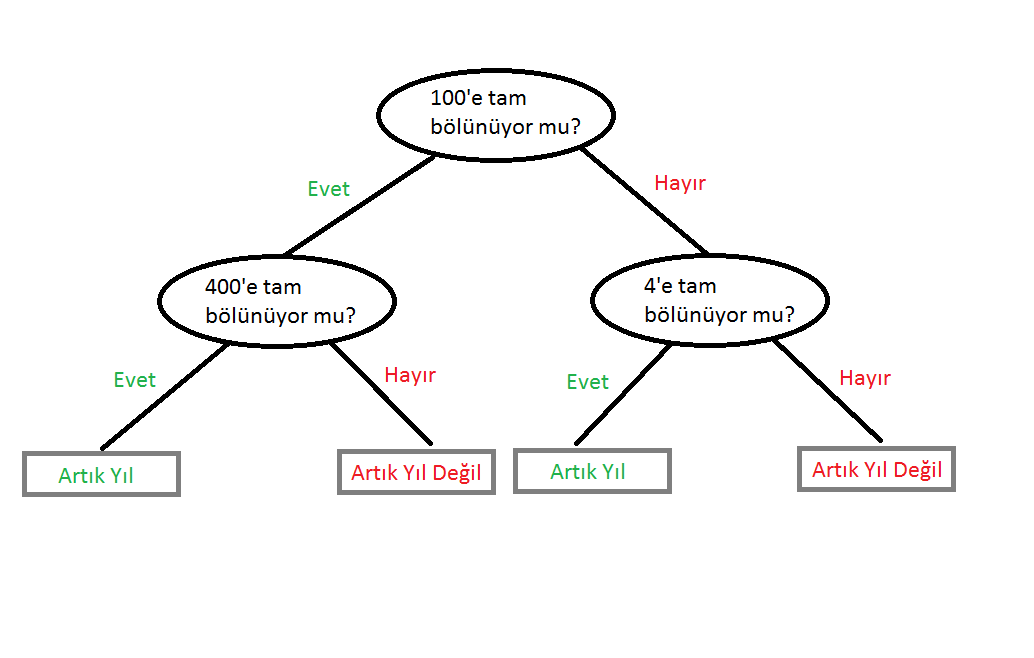 100'e tam
bölünüyor mu?
Evet
Hayır
400'e tam
bölünüyor mu?
4'e tam
bölünüyor mu?
Evet
Hayır
Evet
Hayır
Artık Yıl
Artık Yıl Değil
Artık Yıl
Artık Yıl Değil